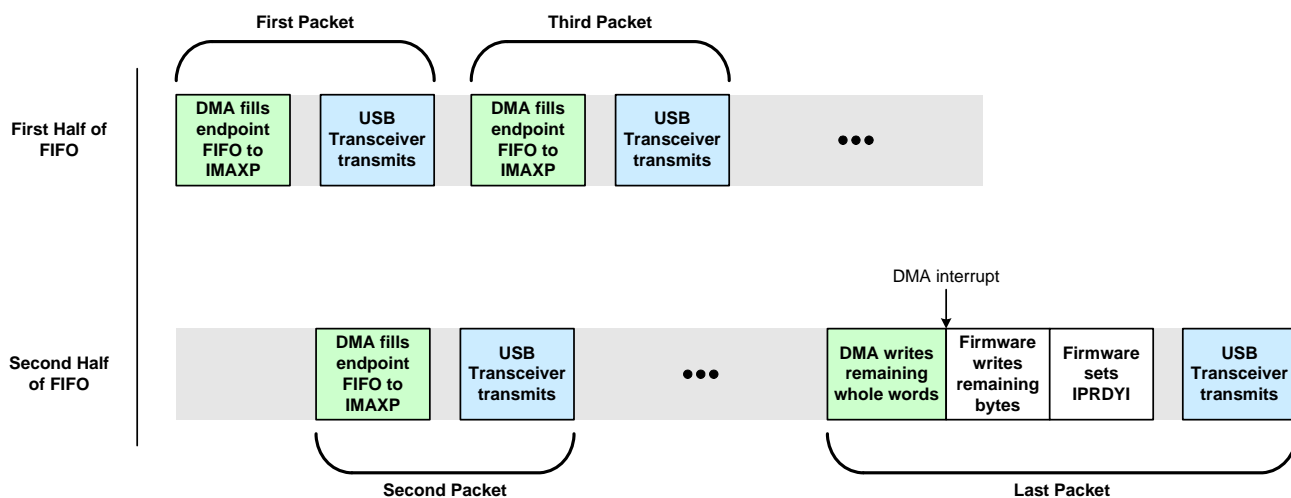 First Packet
Third Packet
First Half of
FIFO
DMA fills
endpoint
FIFO to
IMAXP
USB
Transceiver
transmits
DMA fills
endpoint
FIFO to
IMAXP
USB
Transceiver
transmits
•••
DMA interrupt
Second Half
of FIFO
DMA fills
endpoint
FIFO to
IMAXP
USB
Transceiver
transmits
•••
DMA writes
remaining
whole words
Firmware
writes
remaining
bytes
Firmware
sets
IPRDYI
USB
Transceiver
transmits
Second Packet
Last Packet